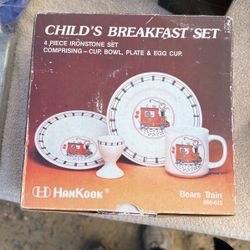 CHILD'S BREAKFAST SET
4 PIECE IRONSTONE SET
COMPRISING – CUP, BOWL, PLATE & EGG CUP.
HANKOOK®
Bears Train